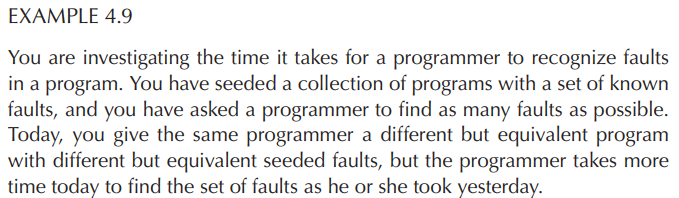 EXAMPLE 4.9
You are investigating the time it takes for a programmer to recognize faults
in a program. You have seeded a collection of programs with a set of known
faults, and you have asked a programmer to find as many faults as possible.
Today, you give the same programmer a different but equivalent program
with different but equivalent seeded faults, but the programmer takes more
time today to find the set of faults as he or she took yesterday.